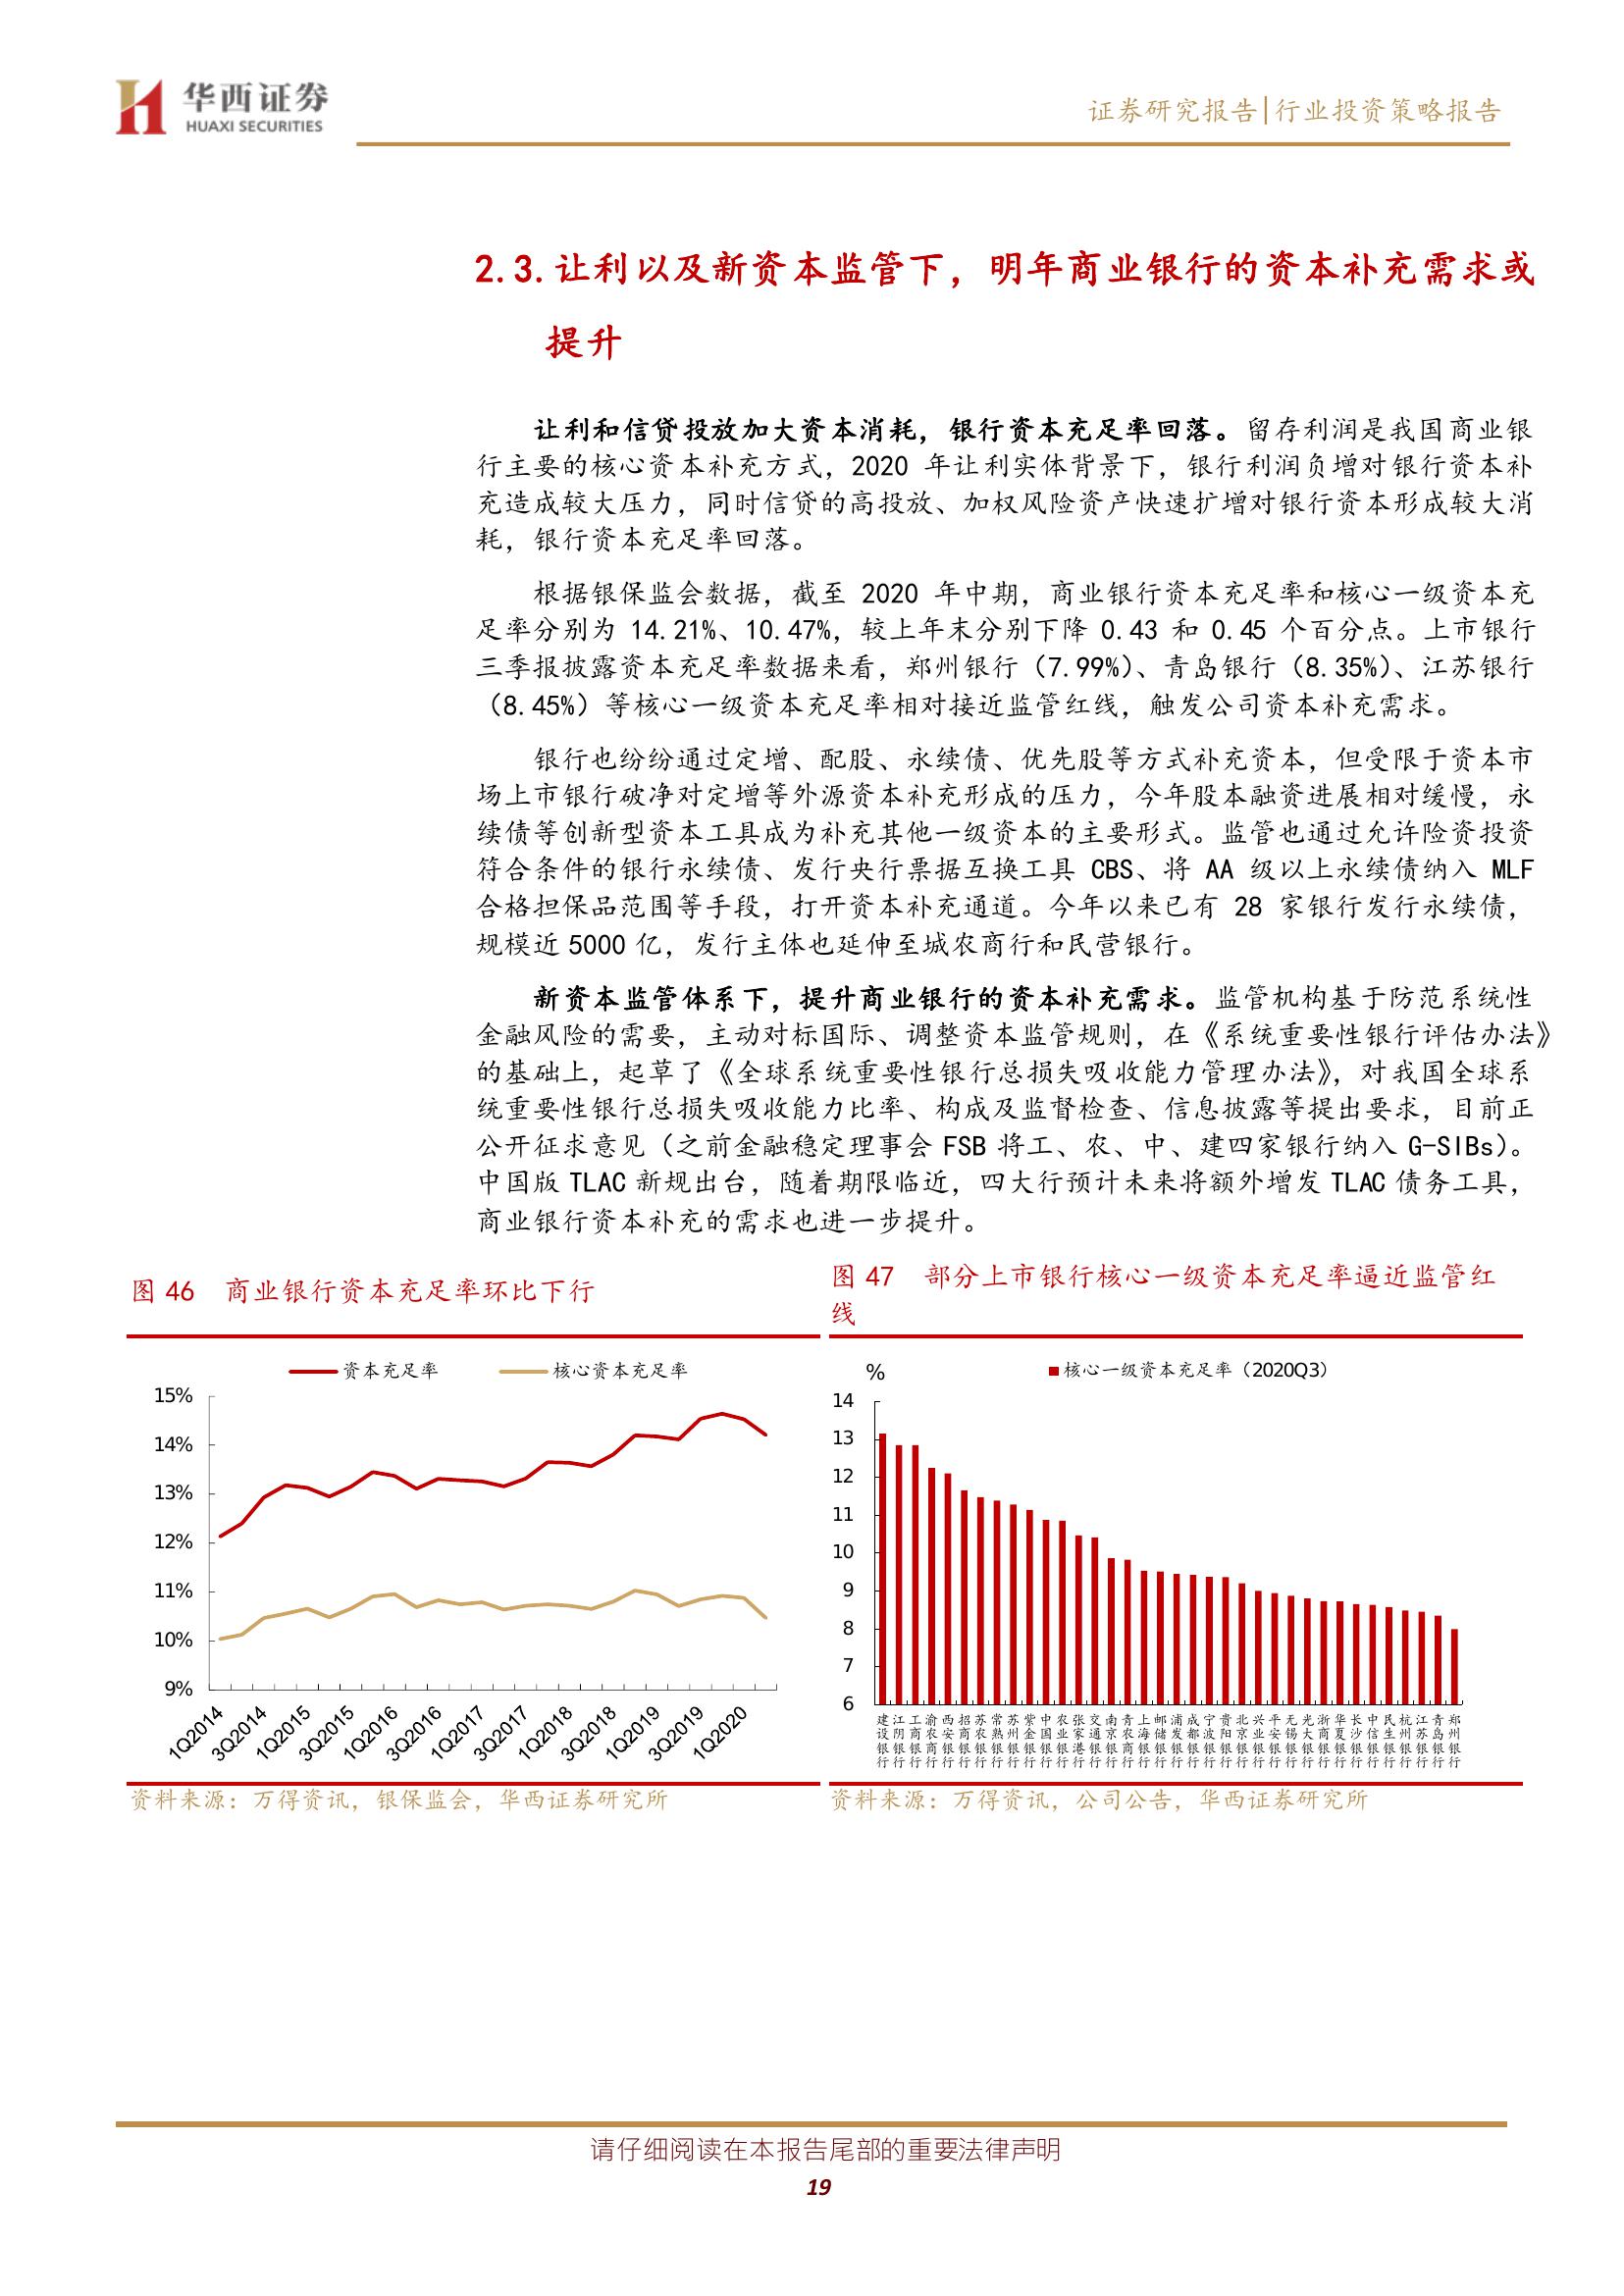 华西证券
HUAXI SECURITIES
证券研究报告|行业投资策略报告
2.3.让利以及新资本监管下，明年商业银行的资本补充需求或
提升
让利和信贷投放加大资本消耗，银行资本充足率回落。留存利润是我国商业银
行主要的核心资本补充方式，2020 年让利实体背景下，银行利润负增对银行资本补
充造成较大压力，同时信贷的高投放、加权风险资产快速扩增对银行资本形成较大消
耗，银行资本充足率回落。
根据银保监会数据，截至 2020 年中期，商业银行资本充足率和核心一级资本充
足率分别为 14.21%、10.47%，较上年末分别下降 0.43 和 0.45 个百分点。上市银行
三季报披露资本充足率数据来看，郑州银行（7.99%）、青岛银行（8.35%）、江苏银行
（8.45%）等核心一级资本充足率相对接近监管红线，触发公司资本补充需求。
银行也纷纷通过定增、配股、永续债、优先股等方式补充资本，但受限于资本市
场上市银行破净对定增等外源资本补充形成的压力，今年股本融资进展相对缓慢，永
续债等创新型资本工具成为补充其他一级资本的主要形式。监管也通过允许险资投资
符合条件的银行永续债、发行央行票据互换工具 CBS、将 AA 级以上永续债纳入 MLF
合格担保品范围等手段，打开资本补充通道。今年以来已有 28 家银行发行永续债，
规模近 5000 亿，发行主体也延伸至城农商行和民营银行。
新资本监管体系下，提升商业银行的资本补充需求。监管机构基于防范系统性
金融风险的需要，主动对标国际、调整资本监管规则，在《系统重要性银行评估办法》
的基础上，起草了《全球系统重要性银行总损失吸收能力管理办法》，对我国全球系
统重要性银行总损失吸收能力比率、构成及监督检查、信息披露等提出要求，目前正
公开征求意见（之前金融稳定理事会 FSB 将工、农、中、建四家银行纳入 G-SIBs）。
中国版 TLAC 新规出台，随着期限临近，四大行预计未来将额外增发 TLAC 债务工具，
商业银行资本补充的需求也进一步提升。
图 46 商业银行资本充足率环比下行
资本充足率 核心资本充足率
15%
14%
13%
12%
11%
10%
9%
1Q2014 3Q2014 1Q2015 3Q2015 1Q2016 3Q2016 1Q2017 3Q2017 1Q2018 3Q2018 1Q2019 3Q2019 1Q2020
资料来源：万得资讯，银保监会，华西证券研究所
图 47 部分上市银行核心一级资本充足率逼近监管红
线
% 核心一级资本充足率（2020Q3）
14
13
12
11
10
9
8
7
6
建设银行 江阴银行 工商银行 渝农商行 西安银行 招商银行 苏农银行 常熟银行 苏州银行 紫金银行 中国银行 农业银行 张家港行 交通银行 南京银行 青农商行 上海银行 邮储银行 浦发银行 成都银行 宁波银行 贵阳银行 北京银行 兴业银行 平安银行 无锡银行 光大银行 浙商银行 华夏银行 长沙银行 中信银行 民生银行 杭州银行 江苏银行 青岛银行 郑州银行
资料来源：万得资讯，公司公告，华西证券研究所
请仔细阅读在本报告尾部的重要法律声明
19